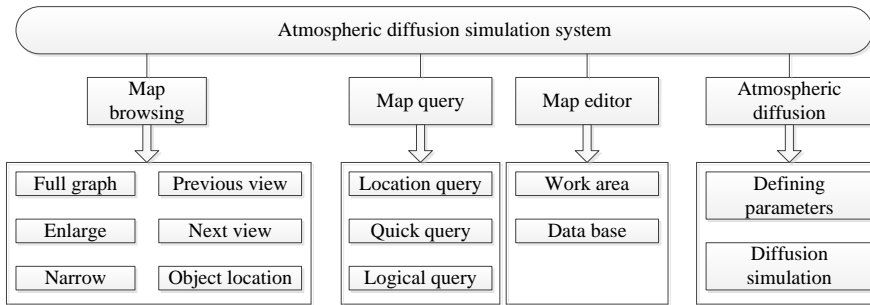 Atmospheric diffusion simulation system
Map
browsing
Map query
Map editor
Atmospheric
diffusion
Full graph
Previous view
Enlarge
Next view
Narrow
Object location
Location query
Quick query
Logical query
Work area
Data base
Defining
parameters
Diffusion
simulation